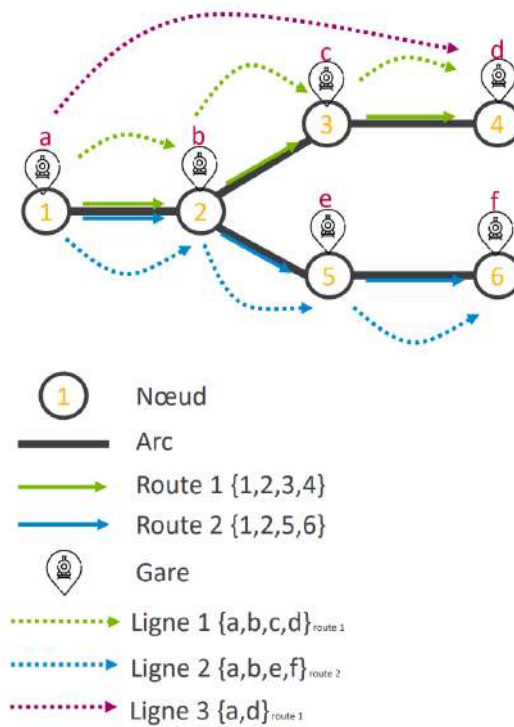 c
d
a
b
3
4
1
2
e
f
5
6
1 Nœud
Arc
Route 1 {1,2,3,4}
Route 2 {1,2,5,6}
Gare
Ligne 1 {a,b,c,d} route 1
Ligne 2 {a,b,e,f} route 2
Ligne 3 {a,d} route 1